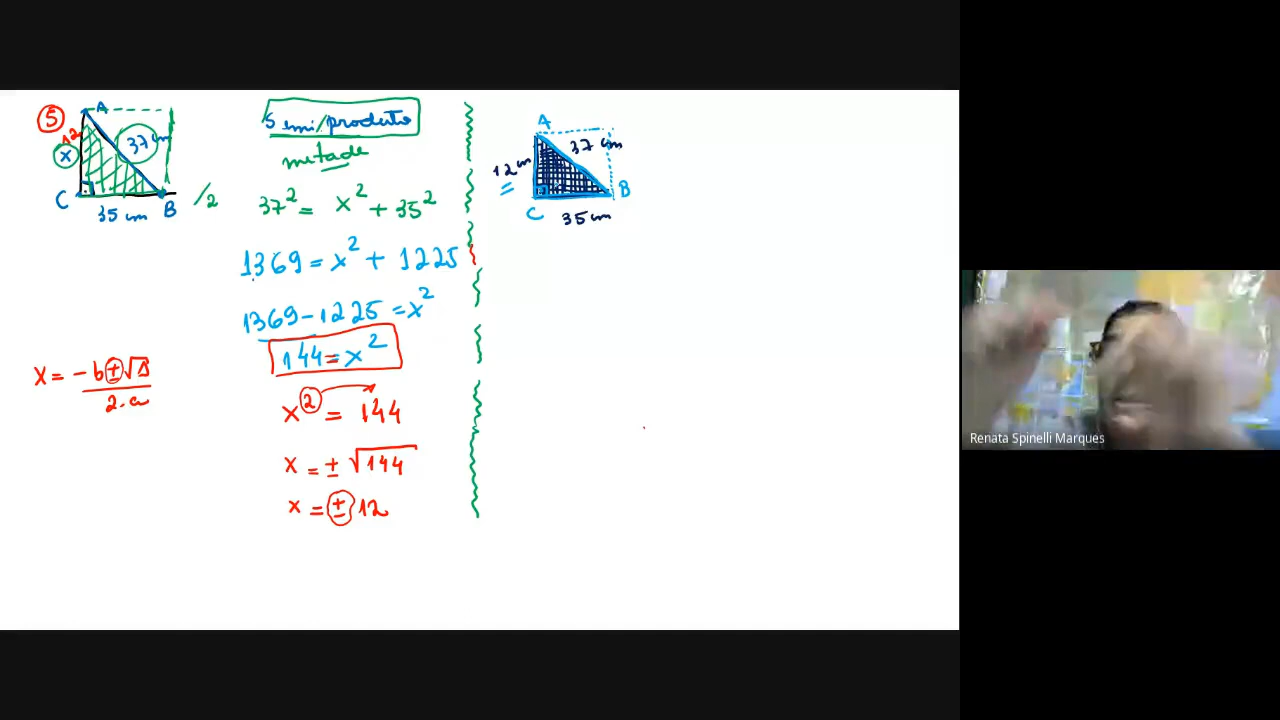 5
A
12
x
37 cm
C
35 cm
B
/2
Semi/produto
metade
37² = x² + 35²
1369 = x² + 1225
1369 - 1225 = x²
144 = x²
x² = 144
x = ± √144
x = ± 12
x = -b ± √Δ
2.a
A
12 cm
37 cm
=
C
B
35 cm
Renata Spinelli Marques